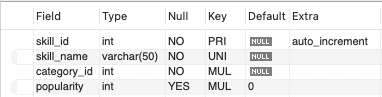 Field Type Null Key Default Extra
skill_id int NO PRI NULL auto_increment
skill_name varchar(50) NO UNI NULL
category_id int NO MUL NULL
popularity int YES MUL 0